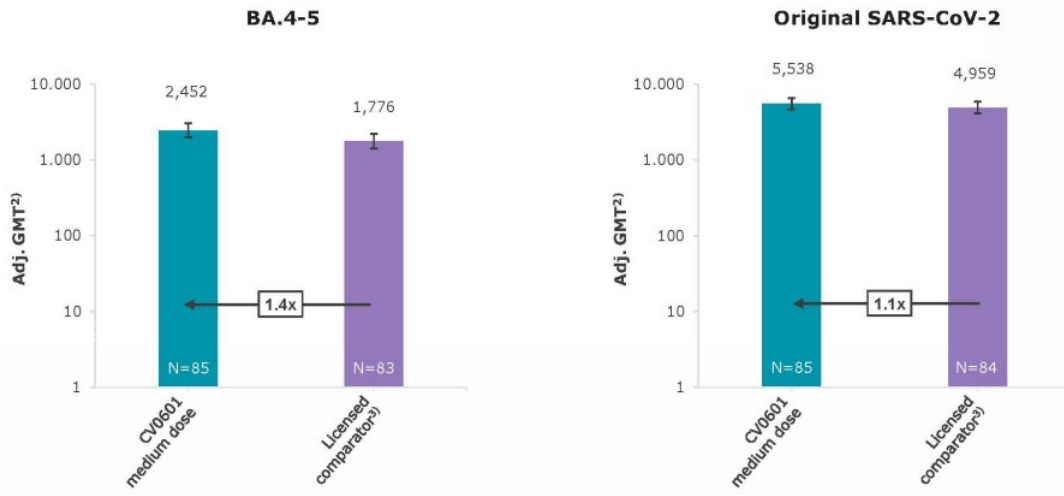 BA.4-5
10.000
1.000
100
10
1
Adj. GMT²⁾
2,452
1,776
1.4x
N=85
N=83
CV0601
medium dose
Licensed
comparator³⁾
Original SARS-CoV-2
10.000
1.000
100
10
1
Adj. GMT²⁾
5,538
4,959
1.1x
N=85
N=84
CV0601
medium dose
Licensed
comparator³⁾